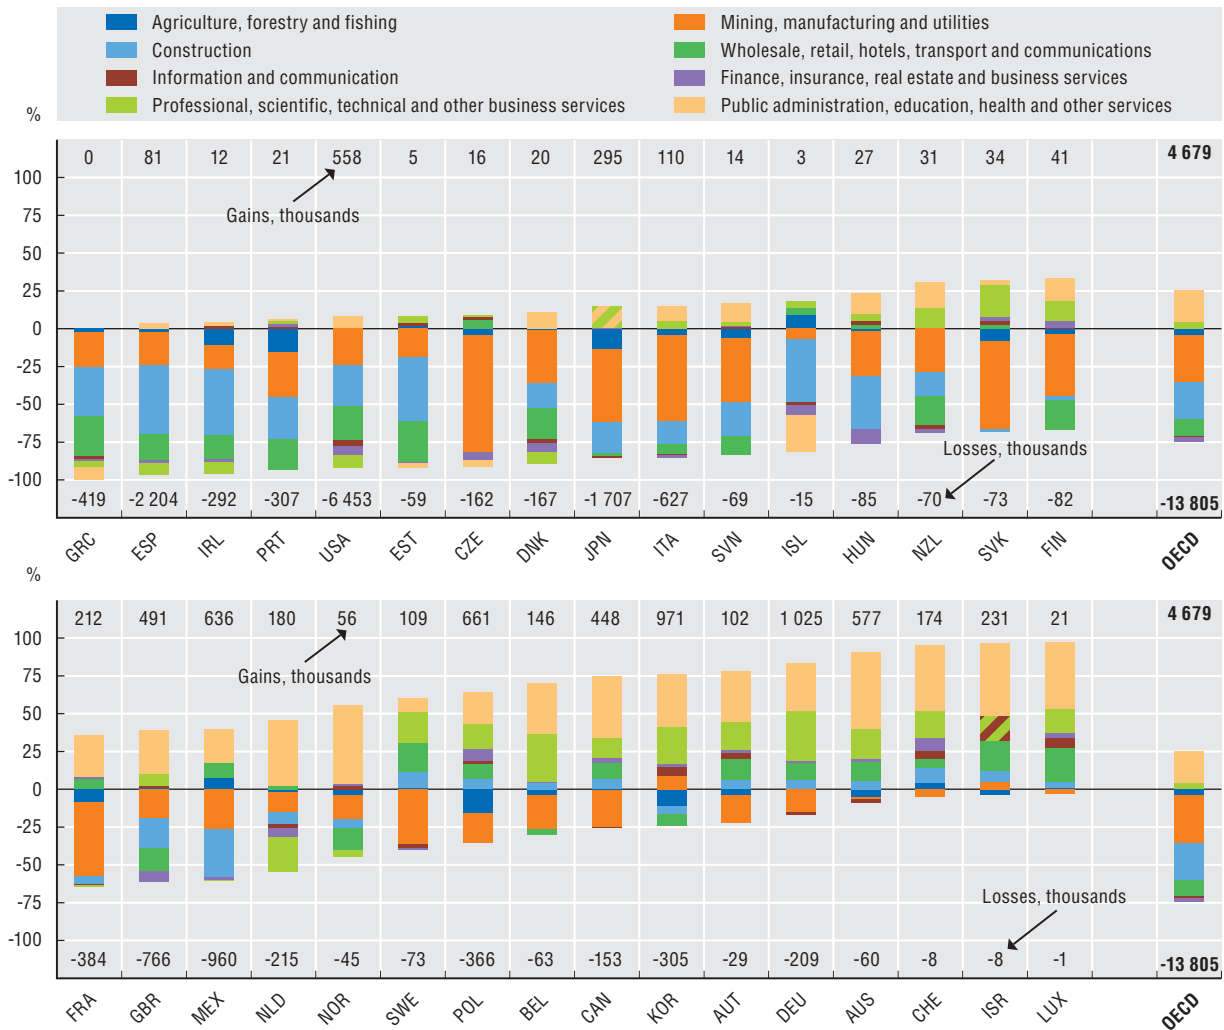 Agriculture, forestry and fishing
Mining, manufacturing and utilities
Construction
Wholesale, retail, hotels, transport and communications
Information and communication
Finance, insurance, real estate and business services
Professional, scientific, technical and other business services
Public administration, education, health and other services
%
0 81 12 21 558 5 16 20 295 110 14 3 27 31 34 41 4 679
100
Gains, thousands
75
50
25
0
-25
-50
-75
Losses, thousands
-100
-419 -2 204 -292 -307 -6 453 -59 -162 -167 -1 707 -627 -69 -15 -85 -70 -73 -82 -13 805
GRC ESP IRL PRT USA EST CZE DNK JPN ITA SVN ISL HUN NZL SVK FIN OECD
%
212 491 636 180 56 109 661 146 448 971 102 1 025 577 174 231 21 4 679
100
Gains, thousands
75
50
25
0
-25
-50
-75
Losses, thousands
-100
-384 -766 -960 -215 -45 -73 -366 -63 -153 -305 -29 -209 -60 -8 -8 -1 -13 805
FRA GBR MEX NLD NOR SWE POL BEL CAN KOR AUT DEU AUS CHE ISR LUX OECD